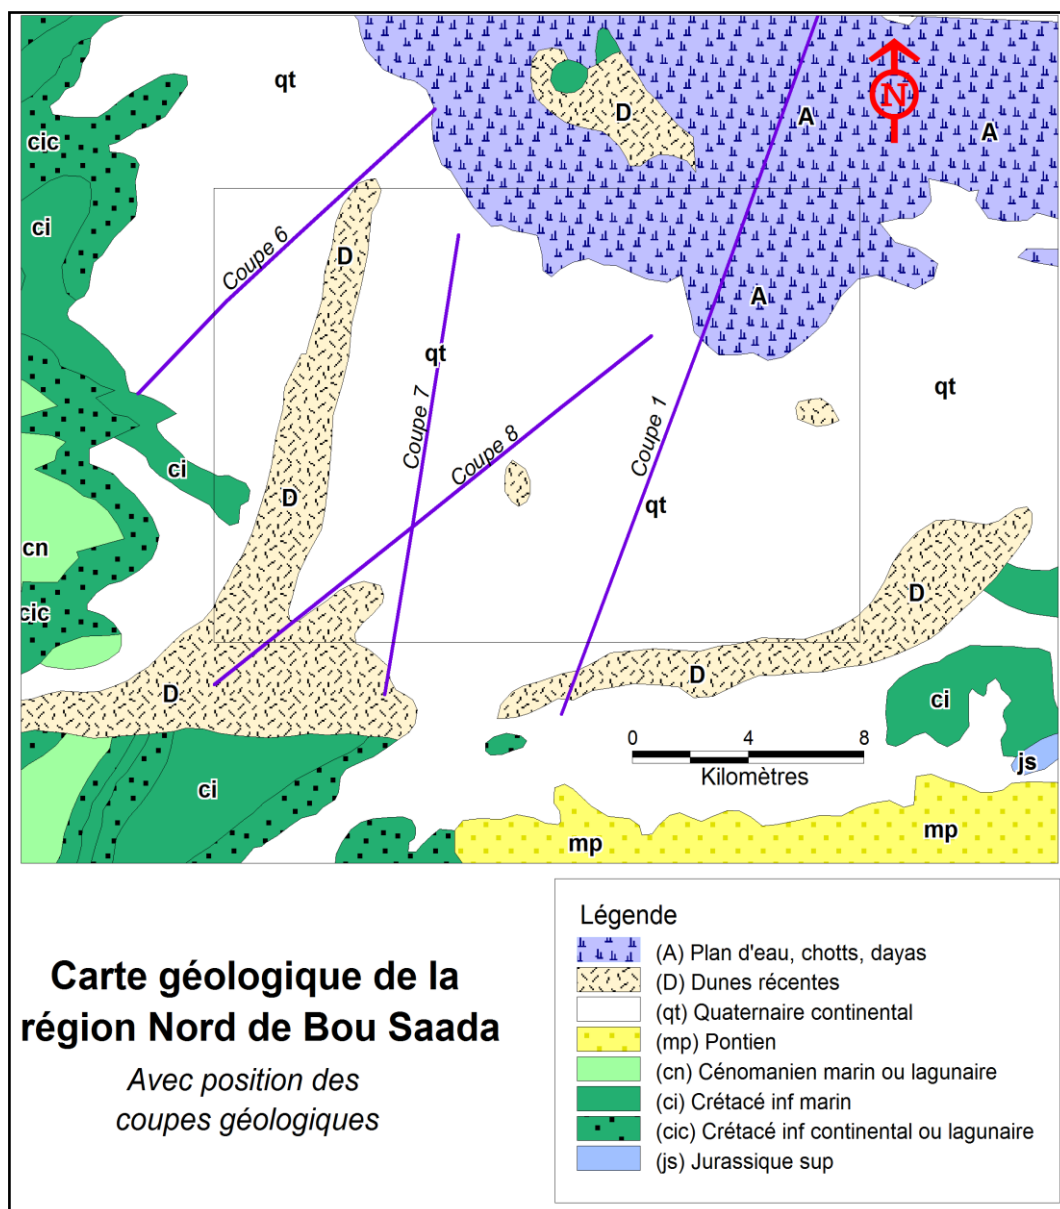 qt
N
D
A
A
cic
ci
Coupe 6
D
A
qt
qt
Coupe 7
Coupe 8
Coupe 1
ci
D
qt
cn
cic
D
D
D
ci
0 4 8
Kilomètres
js
ci
mp
mp
Carte géologique de la
région Nord de Bou Saada
Avec position des
coupes géologiques
Légende
(A) Plan d'eau, chotts, dayas
(D) Dunes récentes
(qt) Quaternaire continental
(mp) Pontien
(cn) Cénomanien marin ou lagunaire
(ci) Crétacé inf marin
(cic) Crétacé inf continental ou lagunaire
(js) Jurassique sup